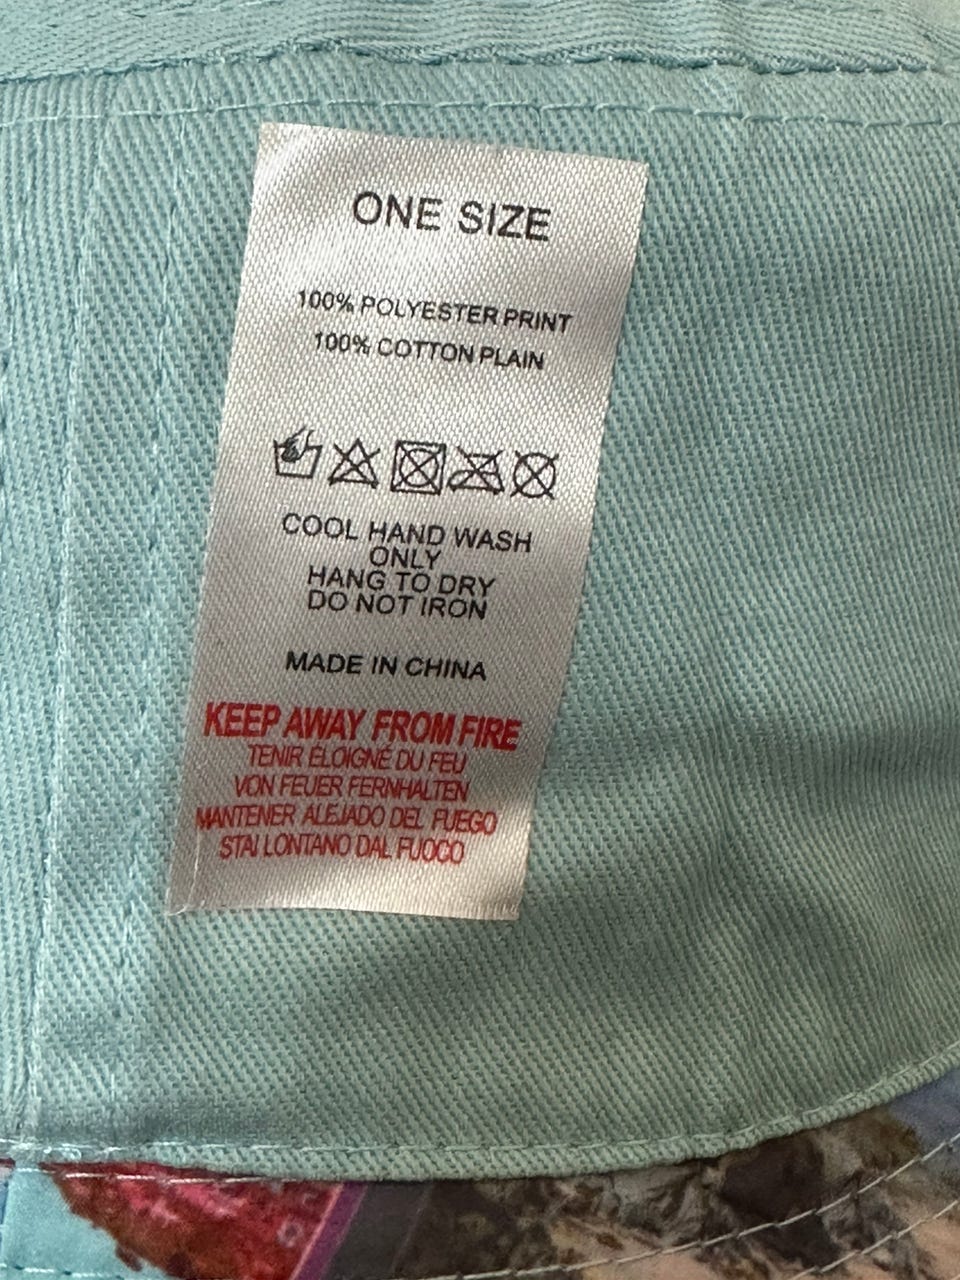 ONE SIZE
100% POLYESTER PRINT
100% COTTON PLAIN
COOL HAND WASH
ONLY
HANG TO DRY
DO NOT IRON
MADE IN CHINA
KEEP AWAY FROM FIRE
TENIR ÉLOIGNÉ DU FEU
VON FEUER FERNHALTEN
MANTENER ALEJADO DEL FUEGO
STAI LONTANO DAL FUOCO